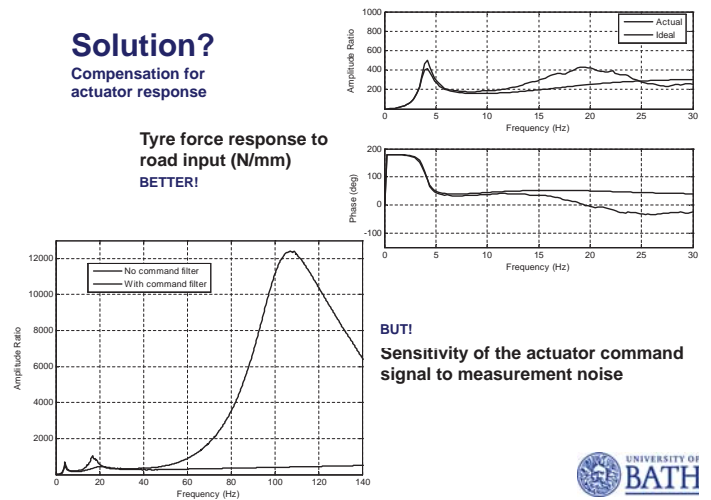 Solution?
Compensation for
actuator response
Tyre force response to
road input (N/mm)
BETTER!
1000
800
600
400
200
0
5
10
15
20
25
30
Amplitude Ratio
Frequency (Hz)
Actual
Ideal
200
100
0
-100
0
5
10
15
20
25
30
Phase (deg)
Frequency (Hz)
12000
10000
8000
6000
4000
2000
0
20
40
60
80
100
120
140
Amplitude Ratio
Frequency (Hz)
No command filter
With command filter
BUT!
Sensitivity of the actuator command
signal to measurement noise
UNIVERSITY OF
BATH